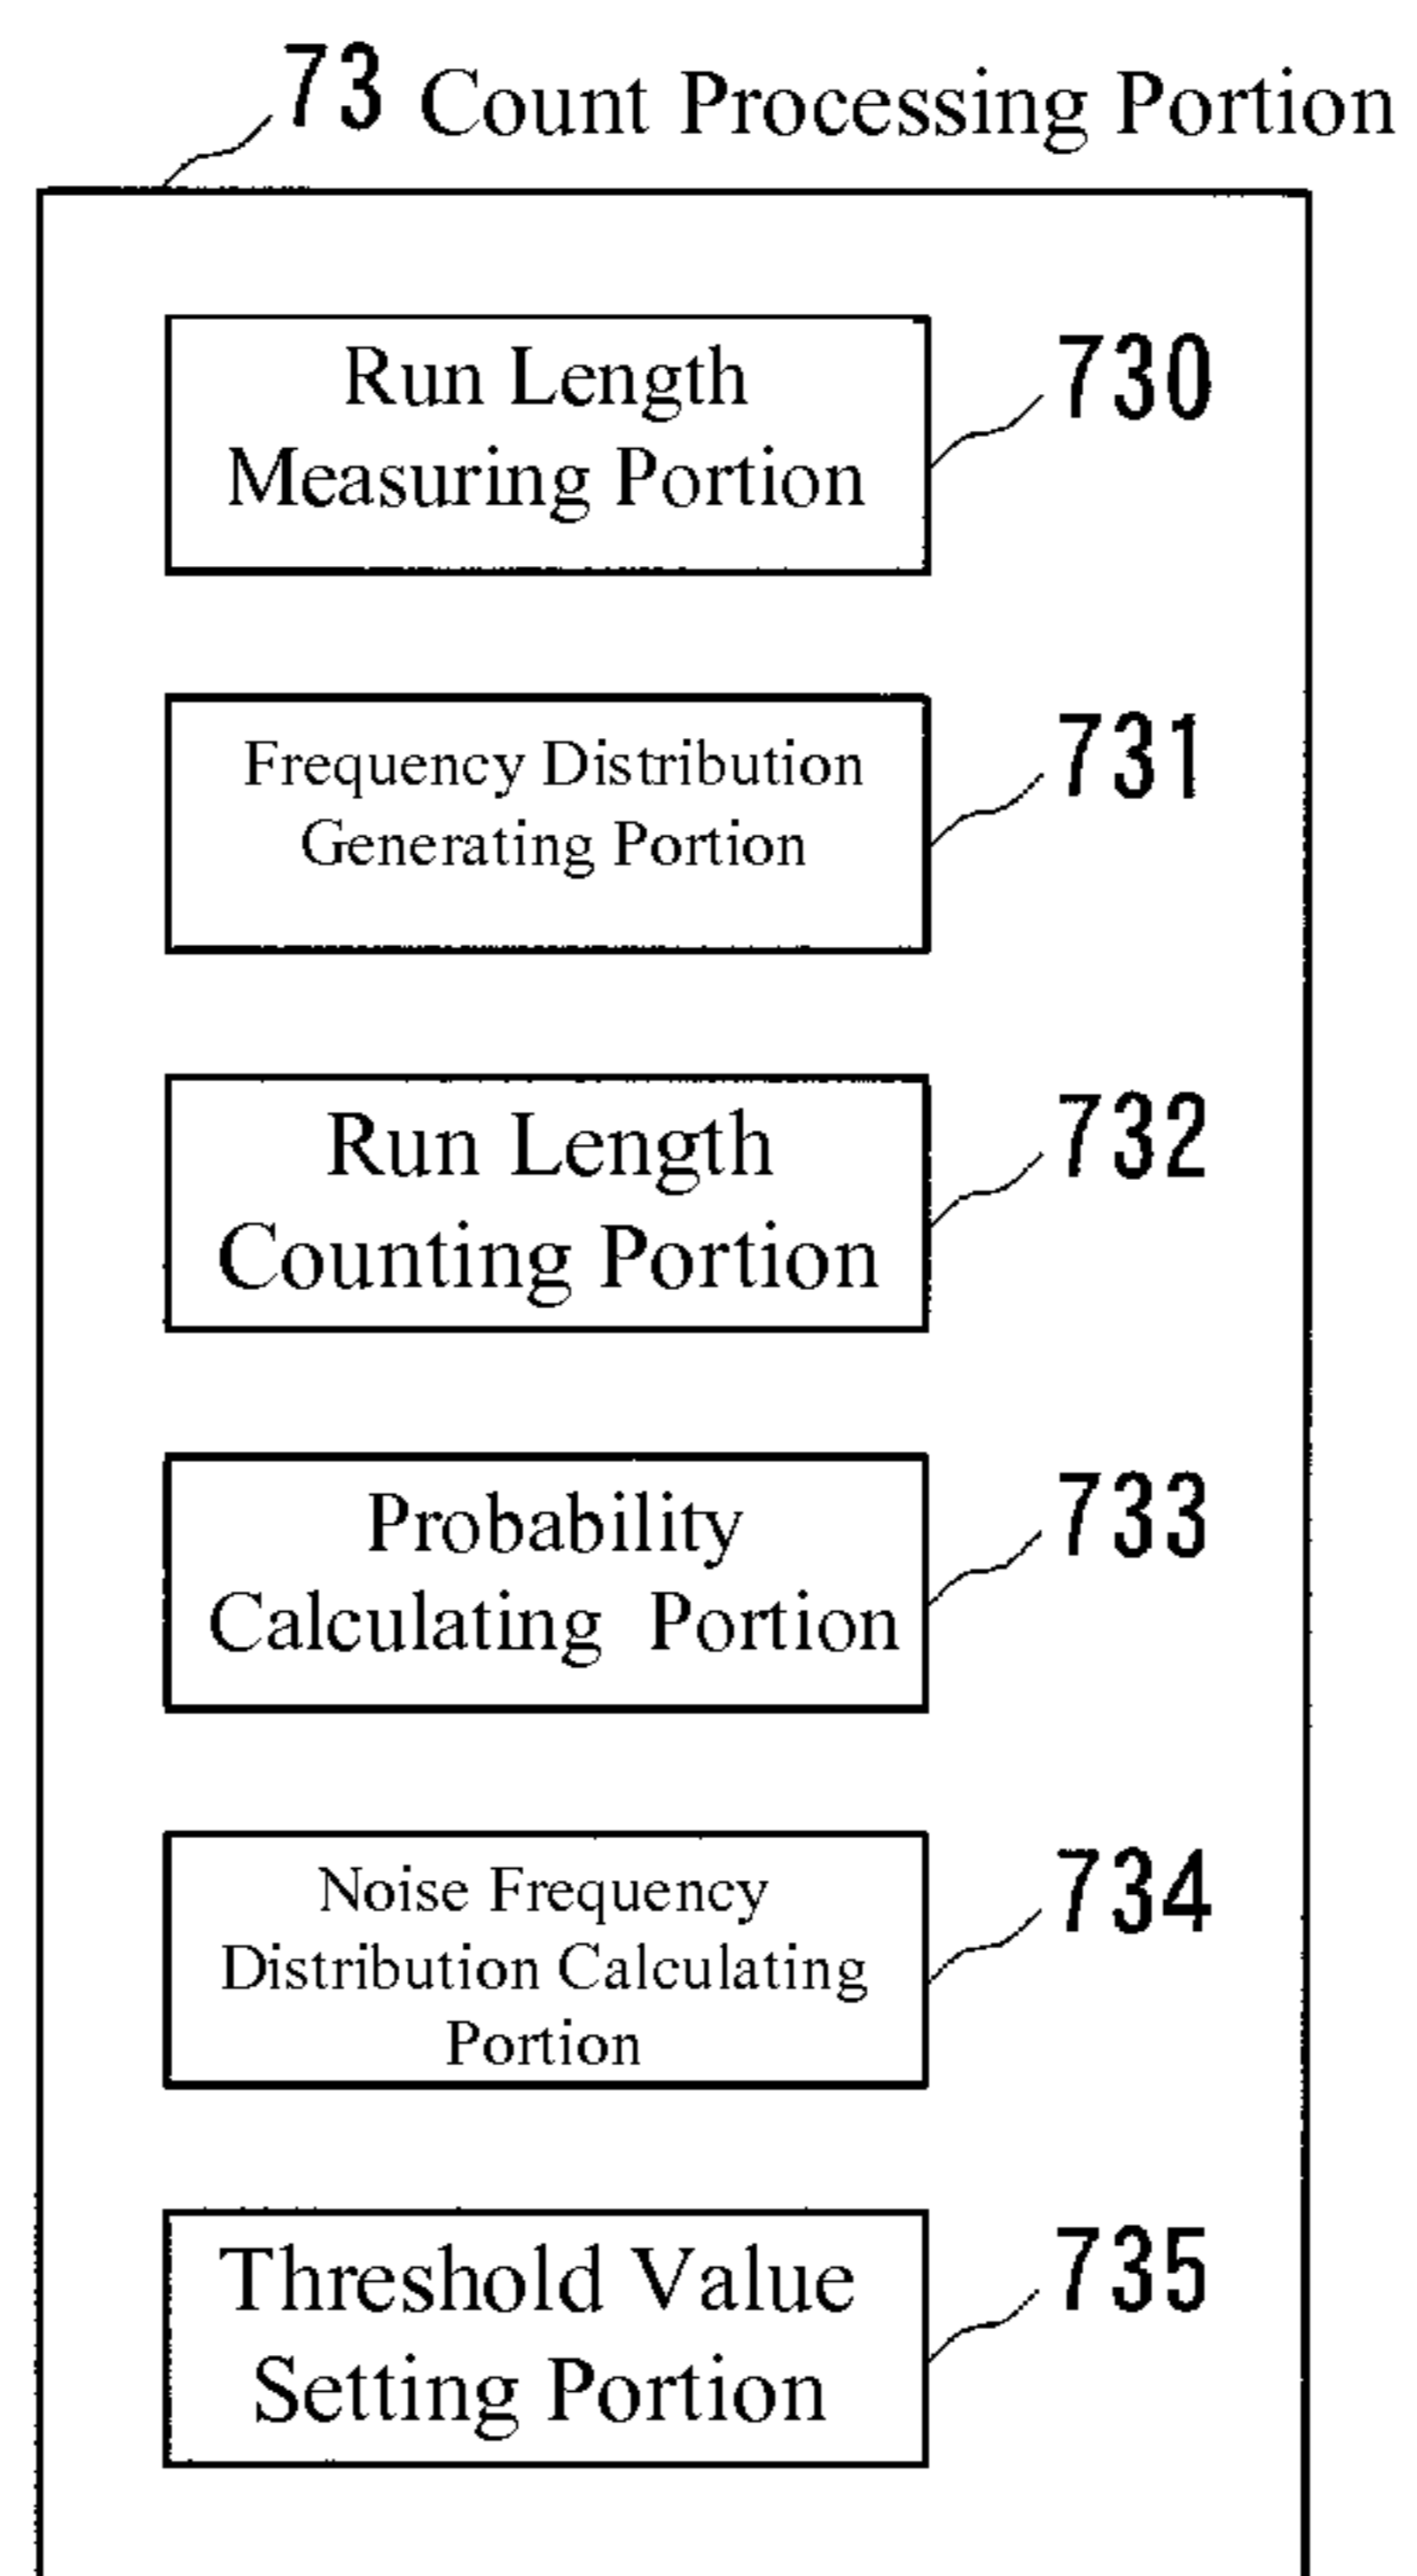 73 Count Processing Portion
Run Length
Measuring Portion
730
Frequency Distribution
Generating Portion
731
Run Length
Counting Portion
732
Probability
Calculating Portion
733
Noise Frequency
Distribution Calculating
Portion
734
Threshold Value
Setting Portion
735